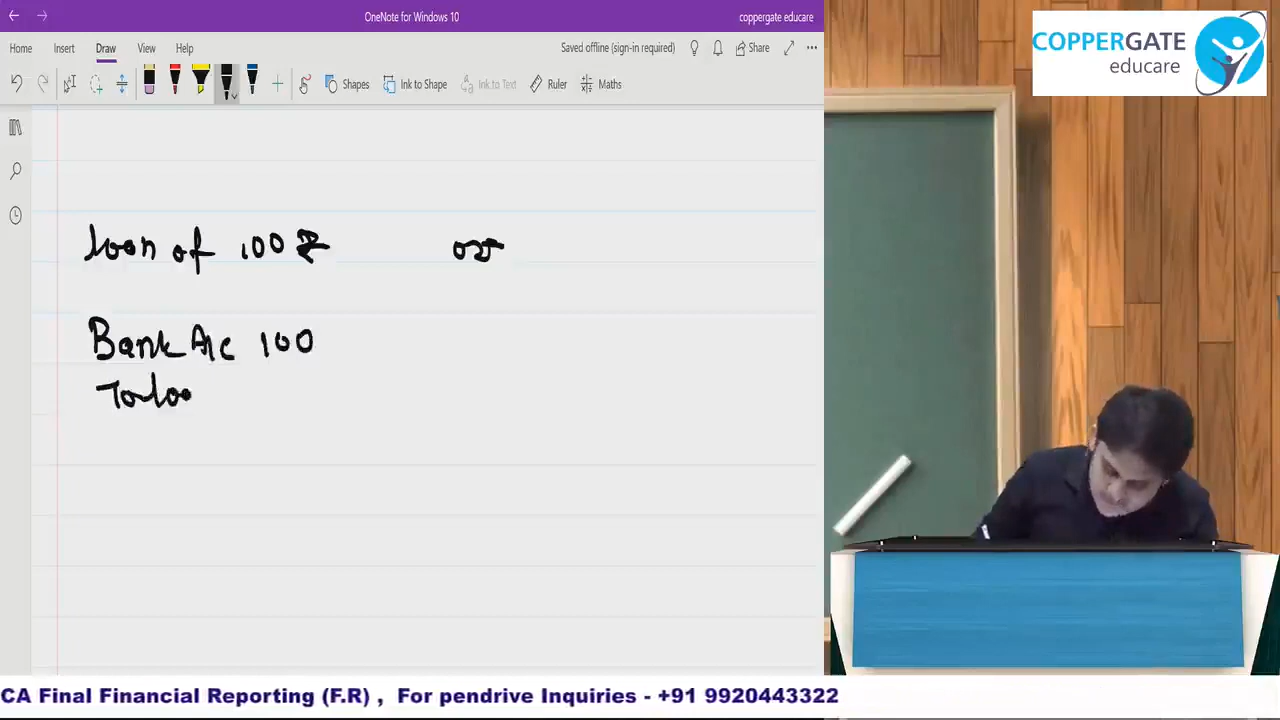 OneNote for Windows 10
coppergate educare
Home Insert Draw View Help
Saved offline (sign-in required) Share
Shapes Ink to Shape Ink to Text Ruler Maths
COPPERGATE
educare
loan of 100 ₹ or
Bank A/c 100
To loa
CA Final Financial Reporting (F.R) , For pendrive Inquiries - +91 9920443322